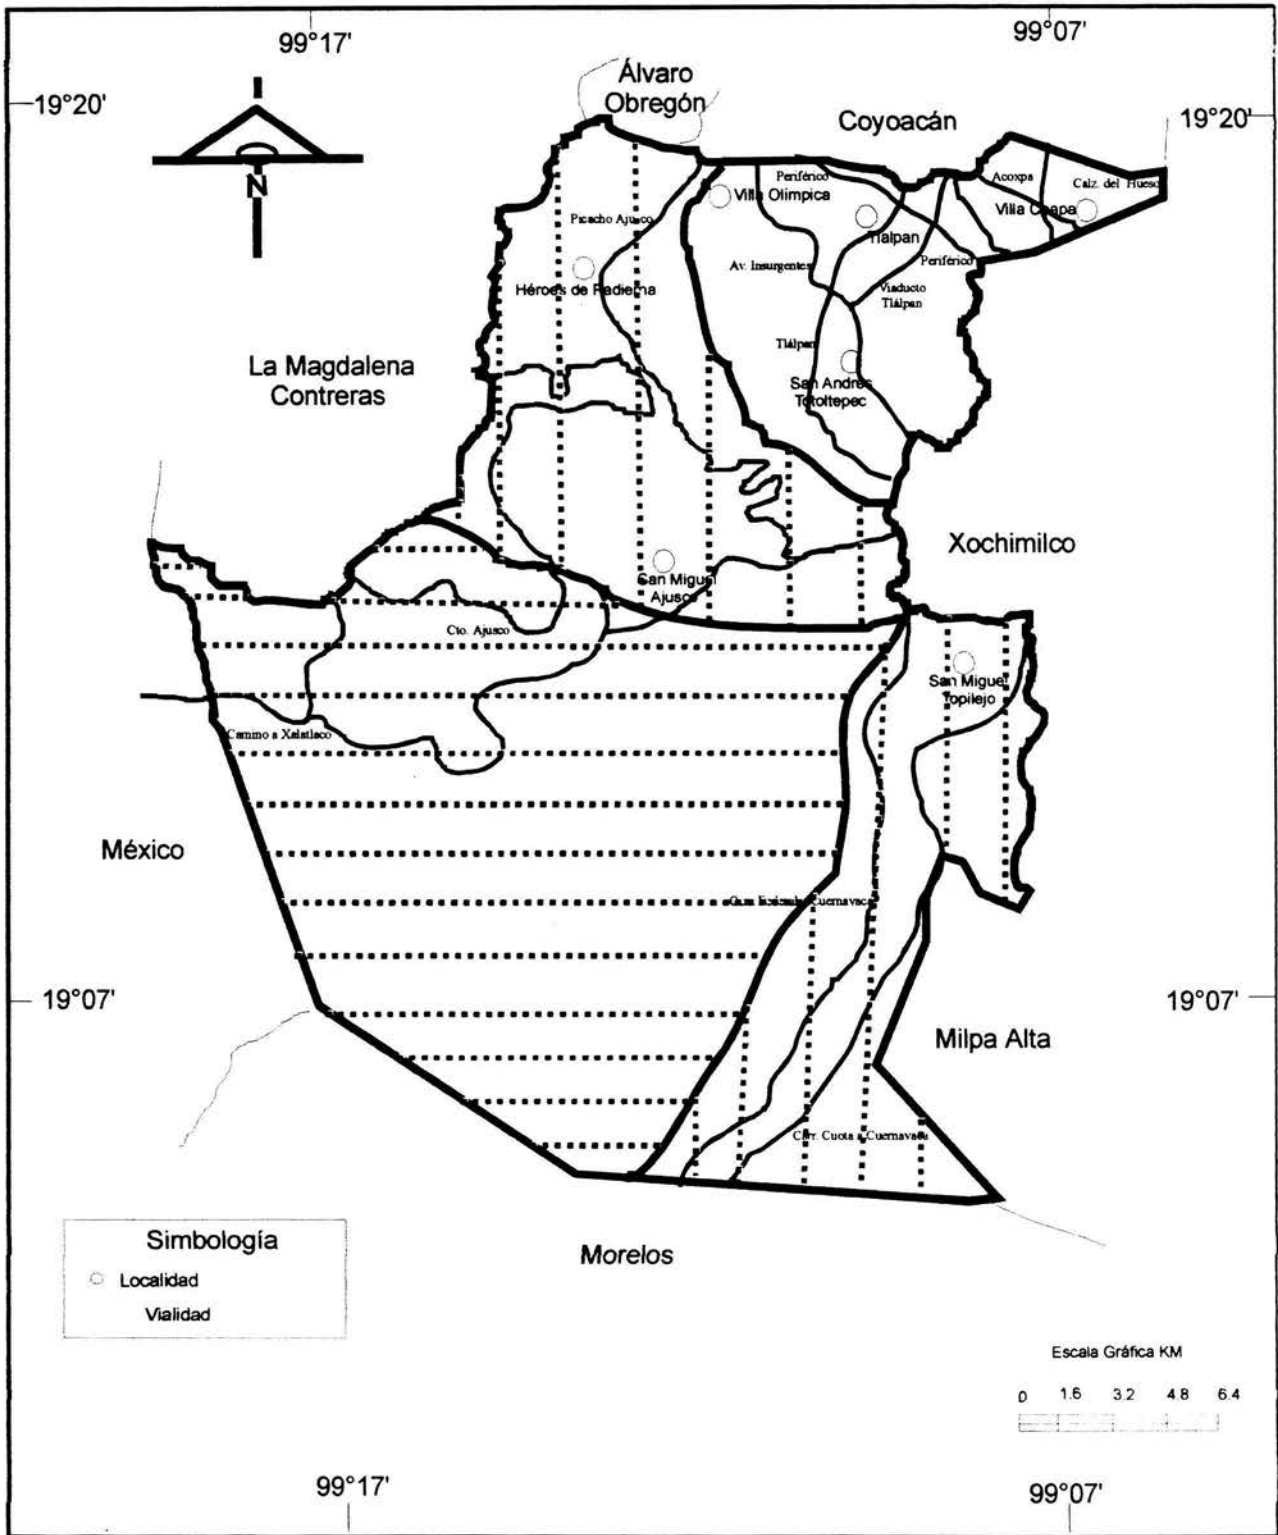 99°17'
99°07'
19°20'
Álvaro
Obregón
Coyoacán
19°20'
N
Periférico
Acoxpa
Calz. del Hueso
Villa Olímpica
Villa Coapa
Picacho Ajusco
Tlalpan
Av. Insurgentes
Periférico
Héroes de Padierna
Viaducto
Tlálpan
Tlálpan
La Magdalena
Contreras
San Andrés
Totoltepec
Xochimilco
San Miguel
Ajusco
Cto. Ajusco
San Miguel
Topilejo
Camino a Xalatlaco
México
Cuernavaca
19°07'
19°07'
Milpa Alta
Carr. Cuota a Cuernavaca
Simbología
Localidad
Vialidad
Morelos
Escala Gráfica KM
0 1.6 3.2 4.8 6.4
99°17'
99°07'